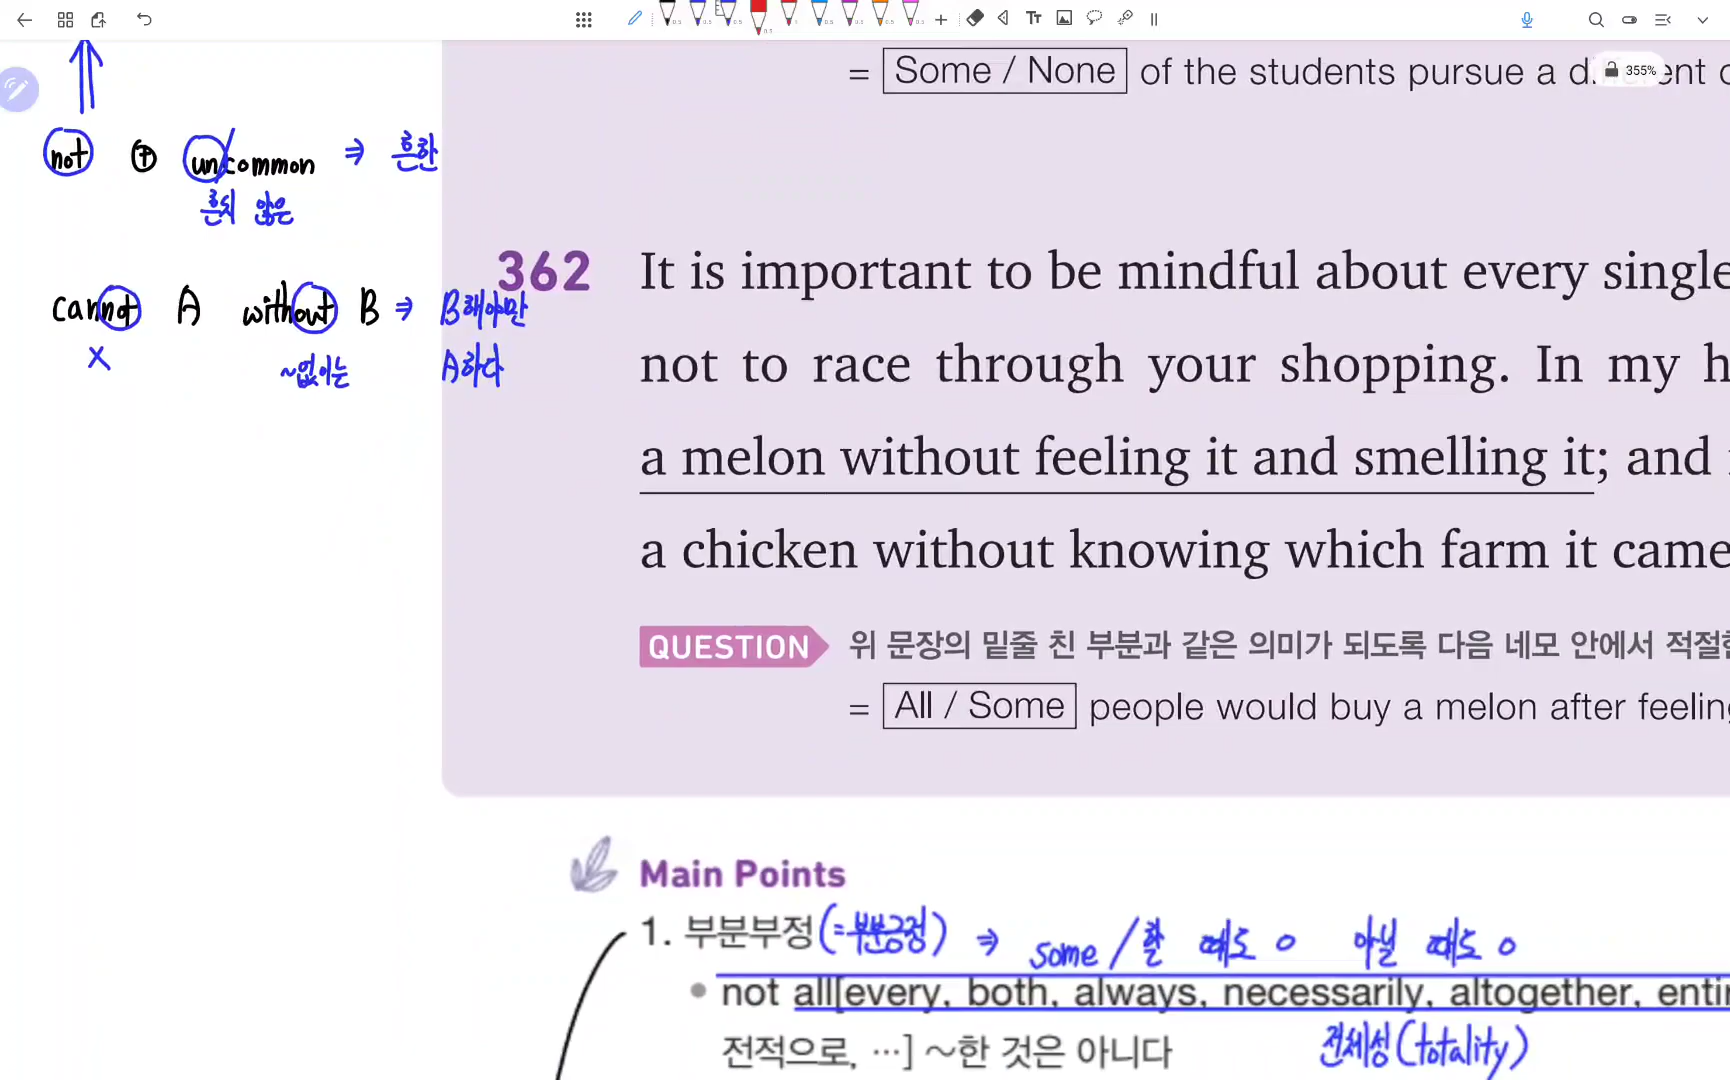 Tt
355%
= Some / None of the students pursue a d
not + uncommon ⇒ 흔한
흔치 않은
362 It is important to be mindful about every single
cannot A without B ⇒ B해야만
X ~없이는 A하다
not to race through your shopping. In my h
a melon without feeling it and smelling it; and
a chicken without knowing which farm it came
QUESTION 위 문장의 밑줄 친 부분과 같은 의미가 되도록 다음 네모 안에서 적절한
= All / Some people would buy a melon after feelin
Main Points
1. 부분부정 (=부분긍정) ⇒ some / 할 때도 O 아닐 때도 O
• not all[every, both, always, necessarily, altogether, entir
전적으로, ⋯] ~한 것은 아니다
전체성(totality)